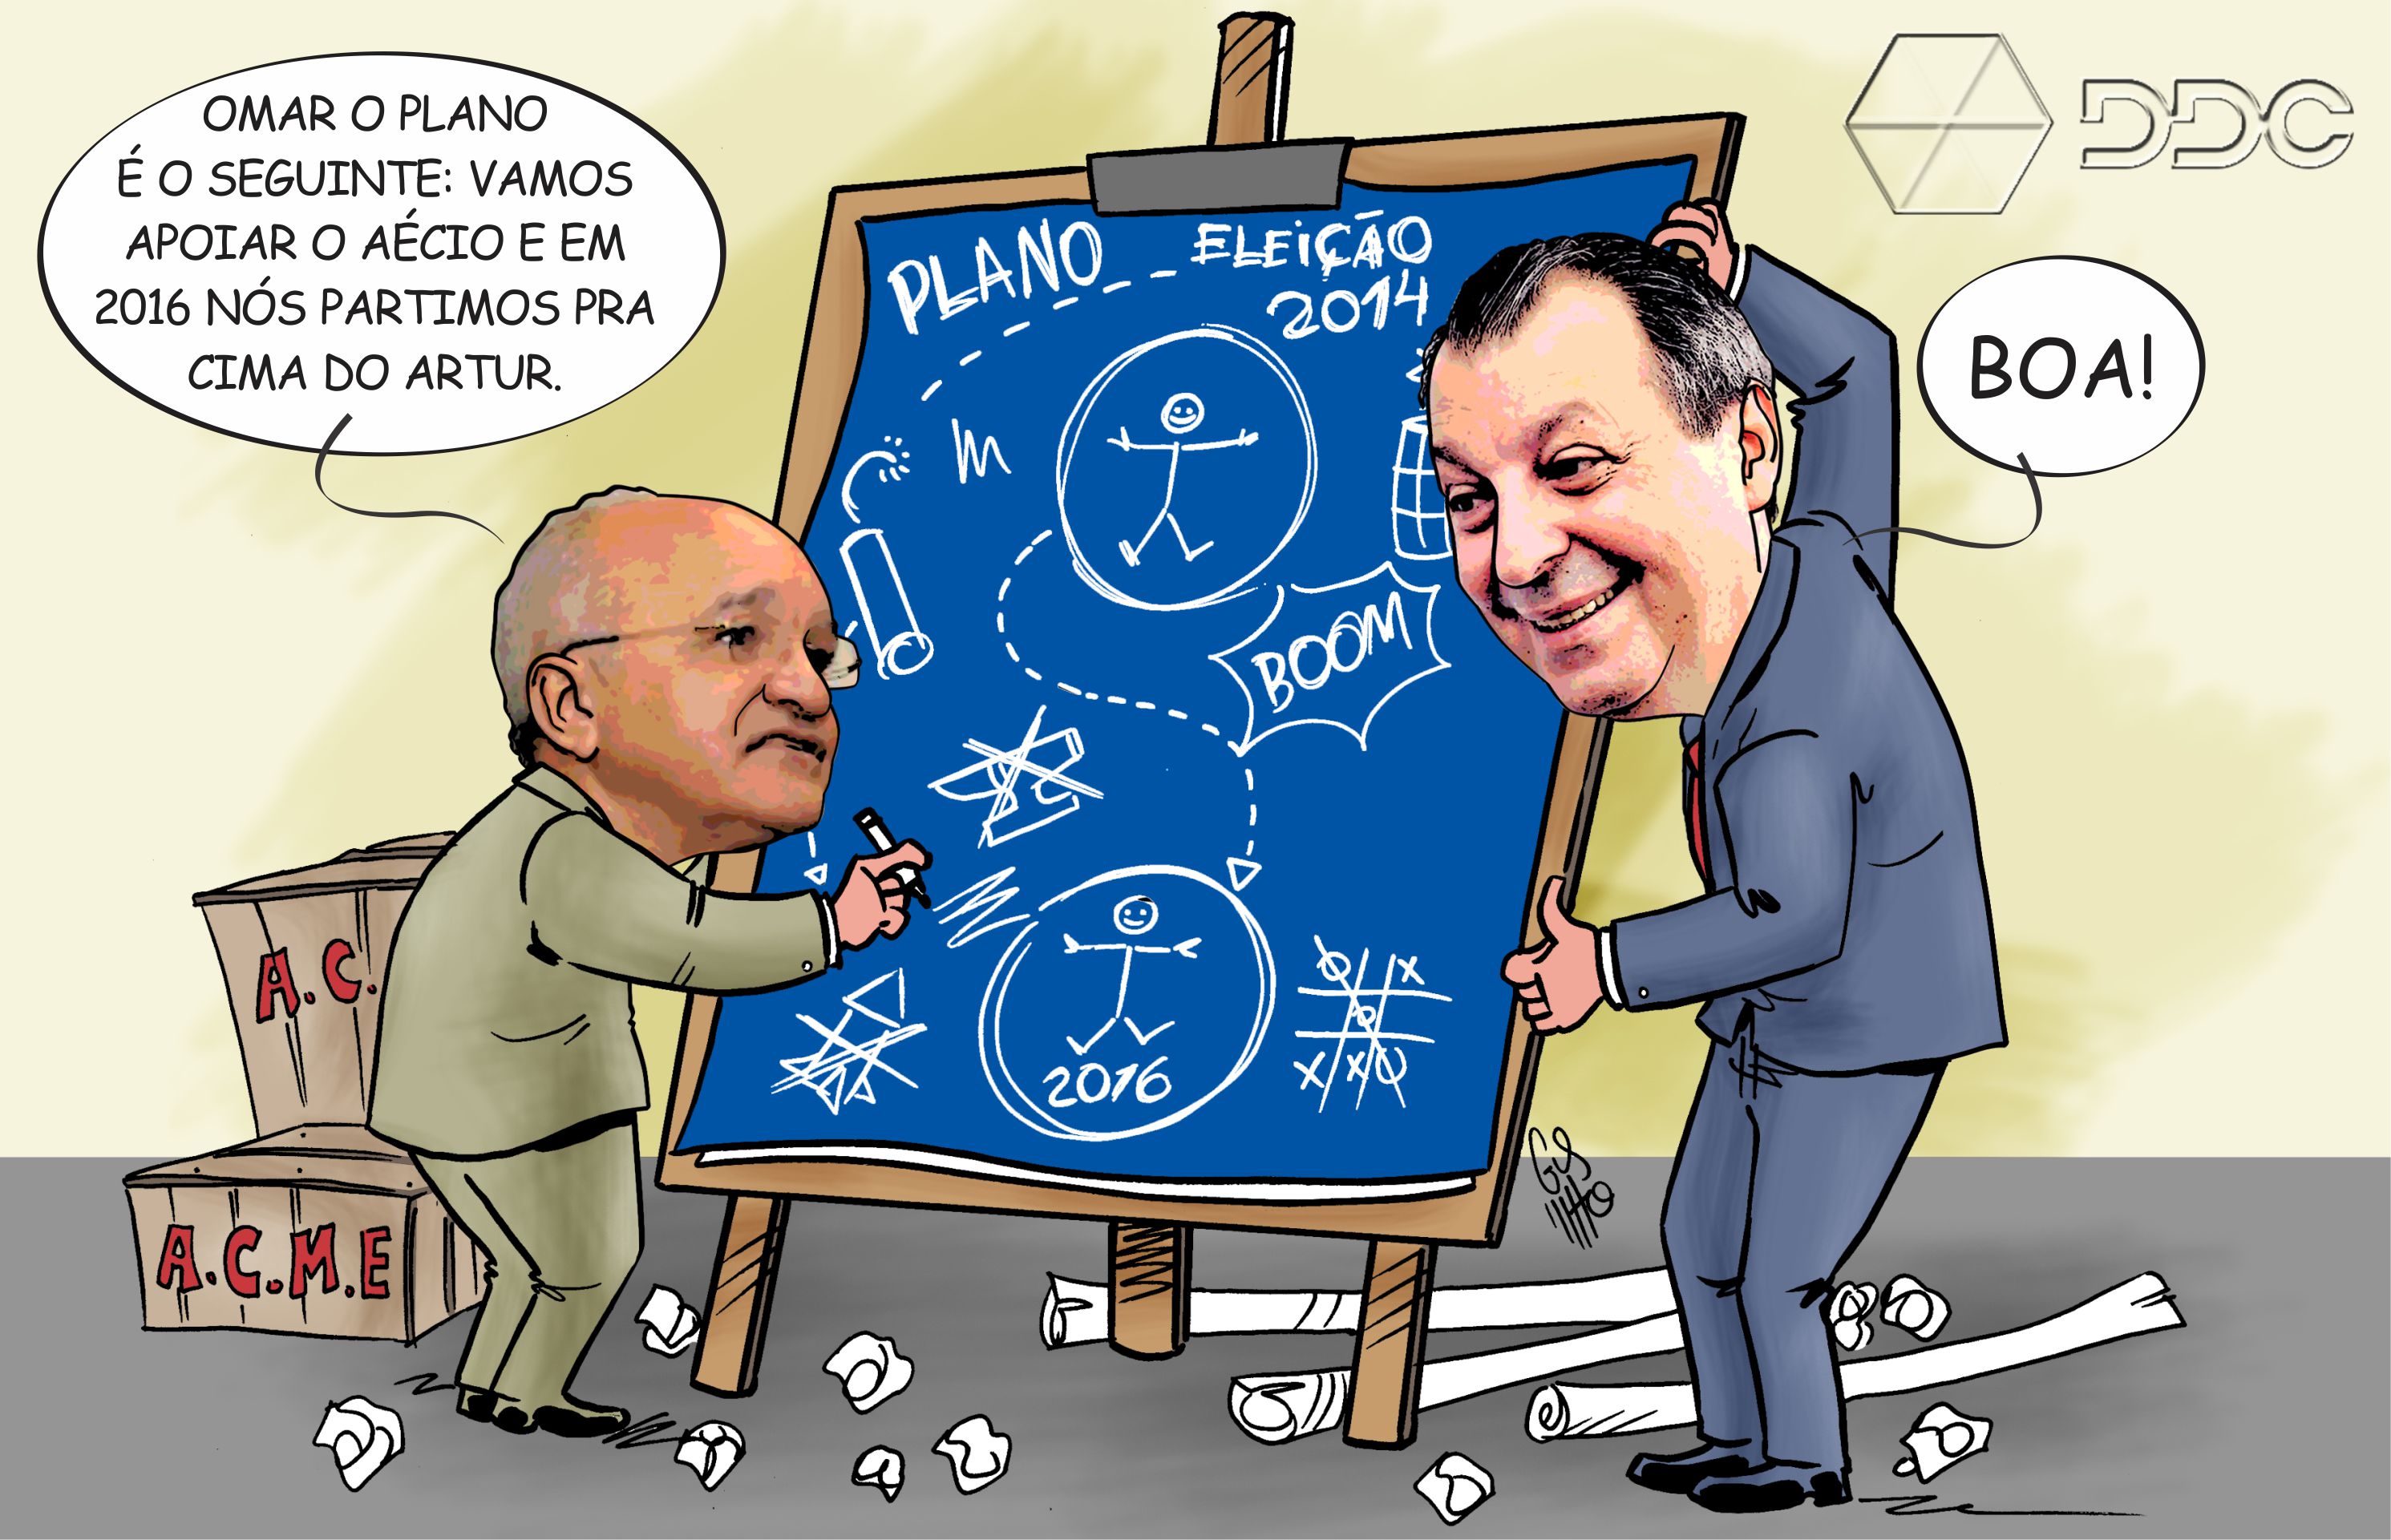 OMAR O PLANO
É O SEGUINTE: VAMOS
APOIAR O AÉCIO E EM
2016 NÓS PARTIMOS PRA
CIMA DO ARTUR.
DDC
BOA!
PLANO
ELEIÇÃO
2014
BOOM
2016
A.C.
A.C.M.E